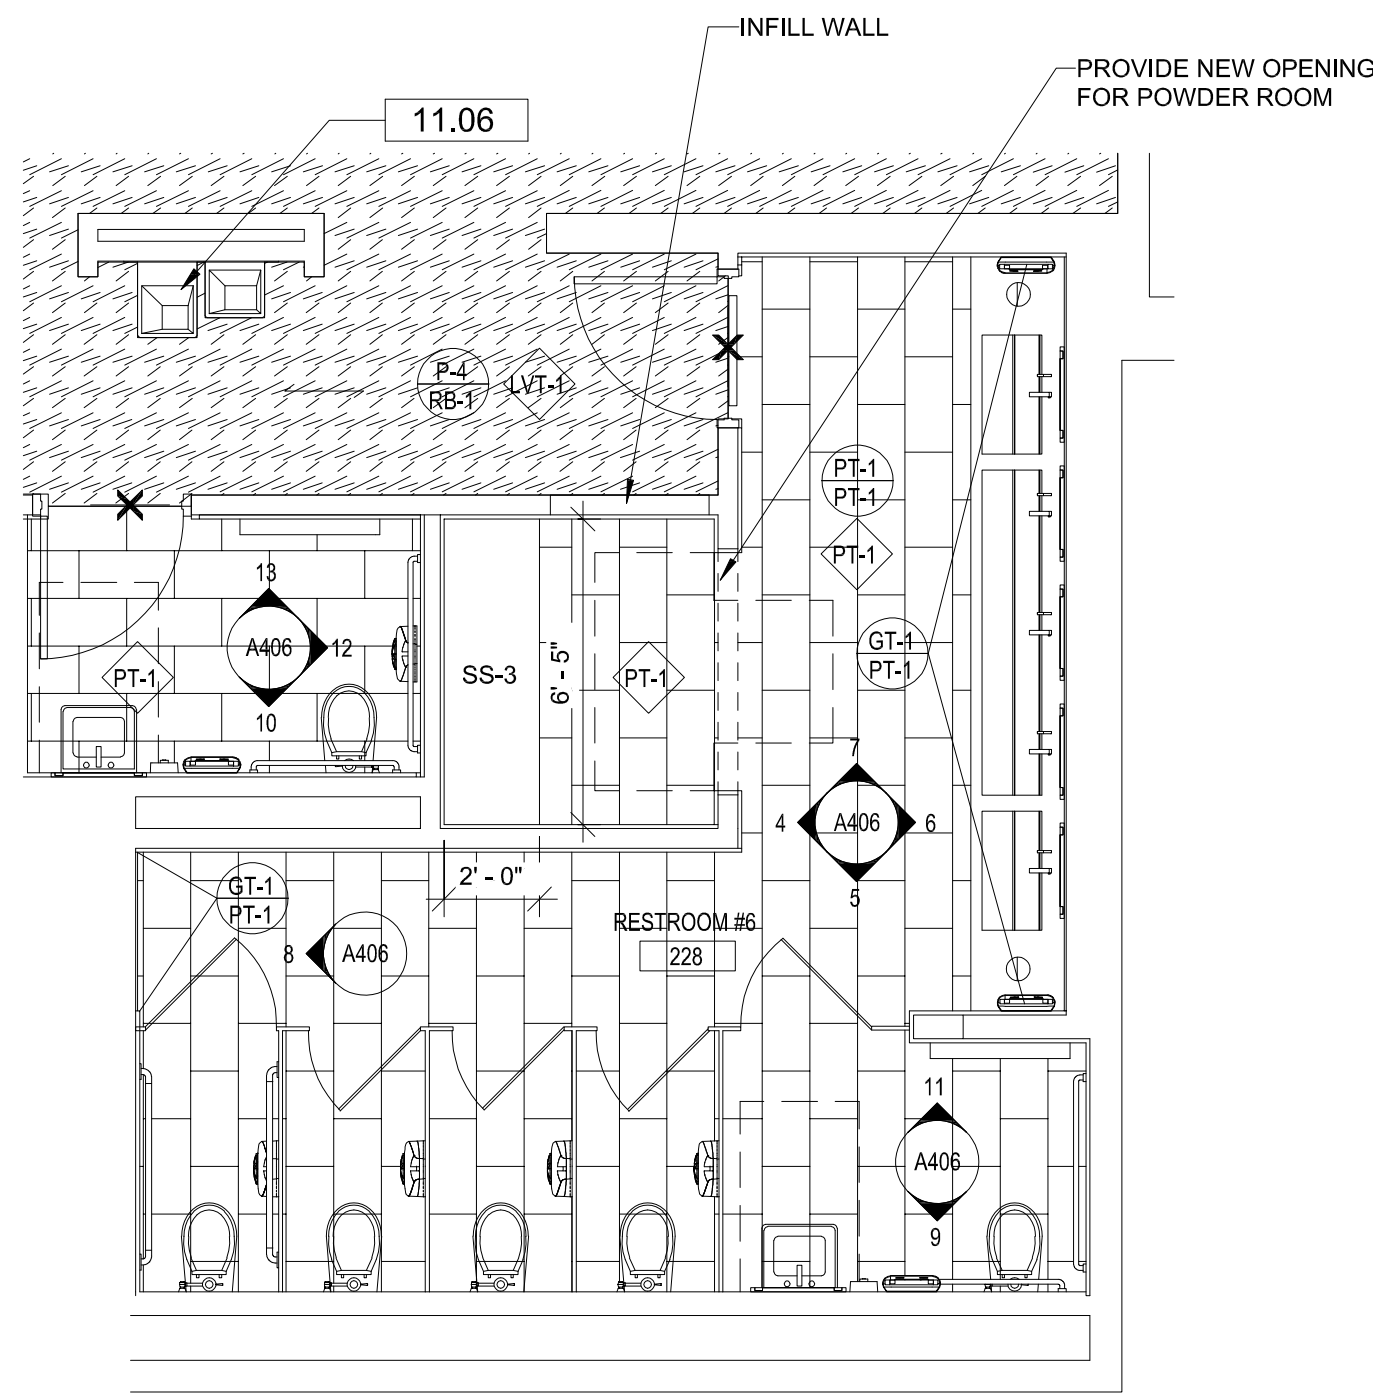 INFILL WALL
PROVIDE NEW OPENING
FOR POWDER ROOM
11.06
P-4
RB-1
LVT-1
PT-1
PT-1
PT-1
13
A406
12
10
PT-1
SS-3
6' - 5"
PT-1
GT-1
PT-1
7
4
A406
6
5
2' - 0"
GT-1
PT-1
8
A406
RESTROOM #6
228
11
A406
9